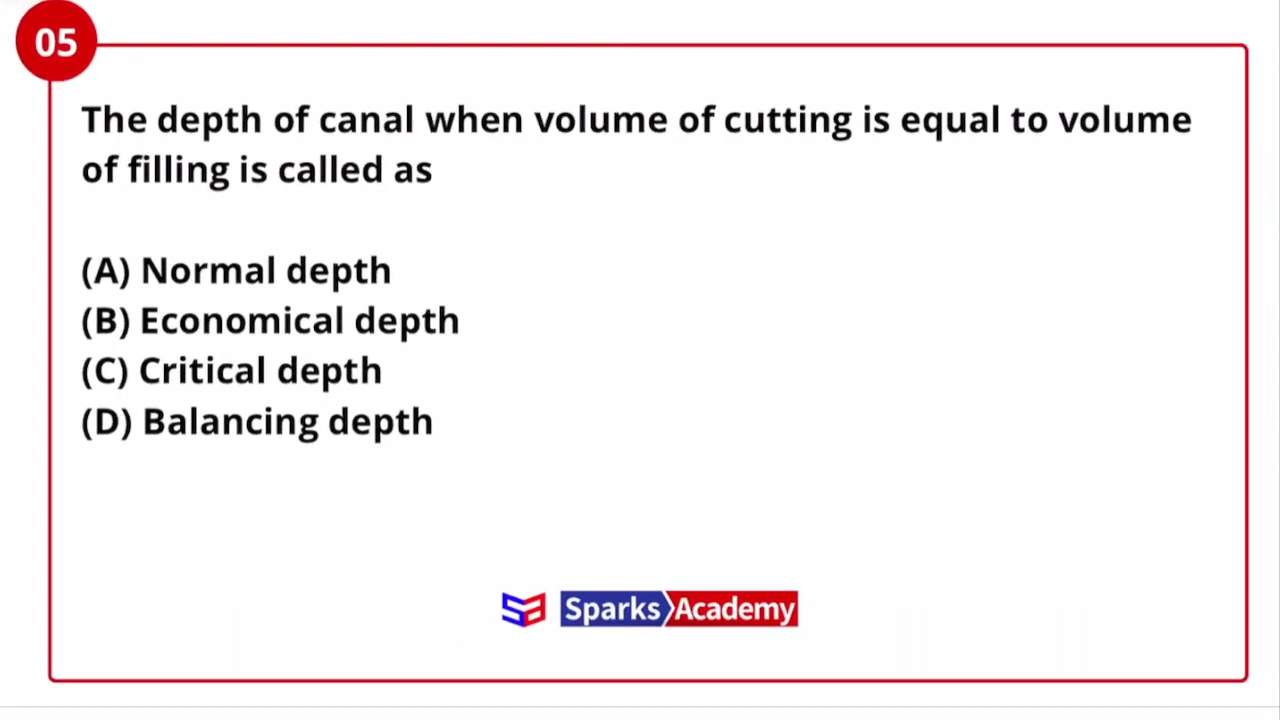 05
The depth of canal when volume of cutting is equal to volume
of filling is called as
(A) Normal depth
(B) Economical depth
(C) Critical depth
(D) Balancing depth
Sparks Academy